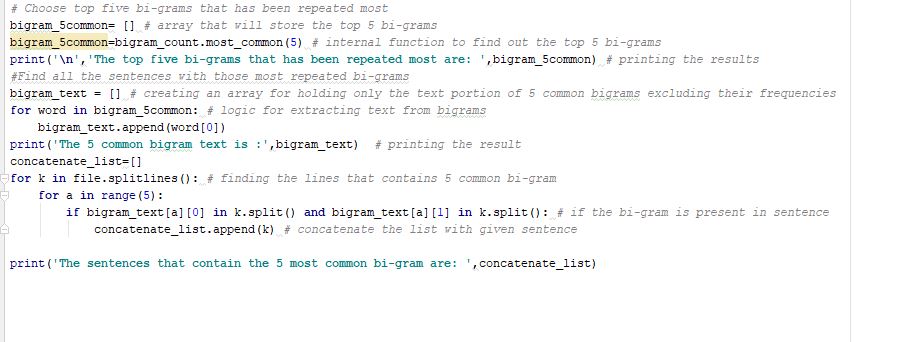 # Choose top five bi-grams that has been repeated most
bigram_5common= [] # array that will store the top 5 bi-grams
bigram_5common=bigram_count.most_common(5) # internal function to find out the top 5 bi-grams
print('\n','The top five bi-grams that has been repeated most are: ',bigram_5common) # printing the results
#Find all the sentences with those most repeated bi-grams
bigram_text = [] # creating an array for holding only the text portion of 5 common bigrams excluding their frequencies
for word in bigram_5common: # logic for extracting text from bigrams
    bigram_text.append(word[0])
print('The 5 common bigram text is :',bigram_text)  # printing the result
concatenate_list=[]
for k in file.splitlines(): # finding the lines that contains 5 common bi-gram
    for a in range(5):
        if bigram_text[a][0] in k.split() and bigram_text[a][1] in k.split(): # if the bi-gram is present in sentence
            concatenate_list.append(k) # concatenate the list with given sentence
print('The sentences that contain the 5 most common bi-gram are: ',concatenate_list)